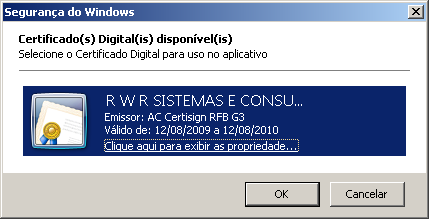 Segurança do Windows
Certificado(s) Digital(is) disponível(is)
Selecione o Certificado Digital para uso no aplicativo
R W R SISTEMAS E CONSU...
Emissor: AC Certisign RFB G3
Válido de: 12/08/2009 a 12/08/2010
Clique aqui para exibir as propriedade...
OK
Cancelar